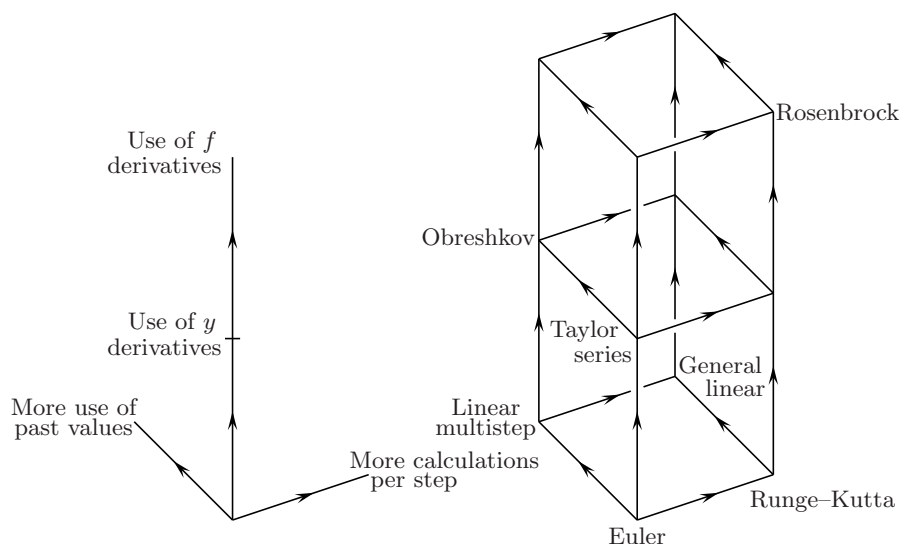 Use of f
derivatives
Use of y
derivatives
More use of
past values
More calculations
per step
Rosenbrock
Obreshkov
Taylor
series
General
linear
Linear
multistep
Runge–Kutta
Euler